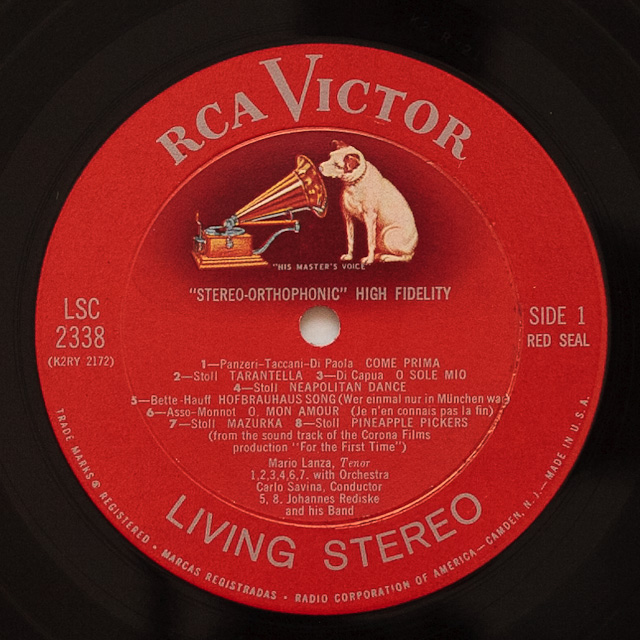 RCA VICTOR
"HIS MASTER'S VOICE"
"STEREO-ORTHOPHONIC" HIGH FIDELITY
LSC
2338
(K2RY 2172)
SIDE 1
RED SEAL
1—Panzeri-Taccani-Di Paola COME PRIMA
2—Stoll TARANTELLA 3—Di Capua O SOLE MIO
4—Stoll NEAPOLITAN DANCE
5—Bette-Hauff HOFBRAUHAUS SONG (Wer einmal nur in München war)
6—Asso-Monnot O, MON AMOUR (Je n'en connais pas la fin)
7—Stoll MAZURKA 8—Stoll PINEAPPLE PICKERS
(from the sound track of the Corona Films
production "For the First Time")
Mario Lanza, Tenor
1,2,3,4,6,7. with Orchestra
Carlo Savina, Conductor
5, 8. Johannes Rediske
and his Band
LIVING STEREO
TRADE MARKS ® REGISTERED • MARCAS REGISTRADAS • RADIO CORPORATION OF AMERICA—CAMDEN, N.J.—MADE IN U.S.A.